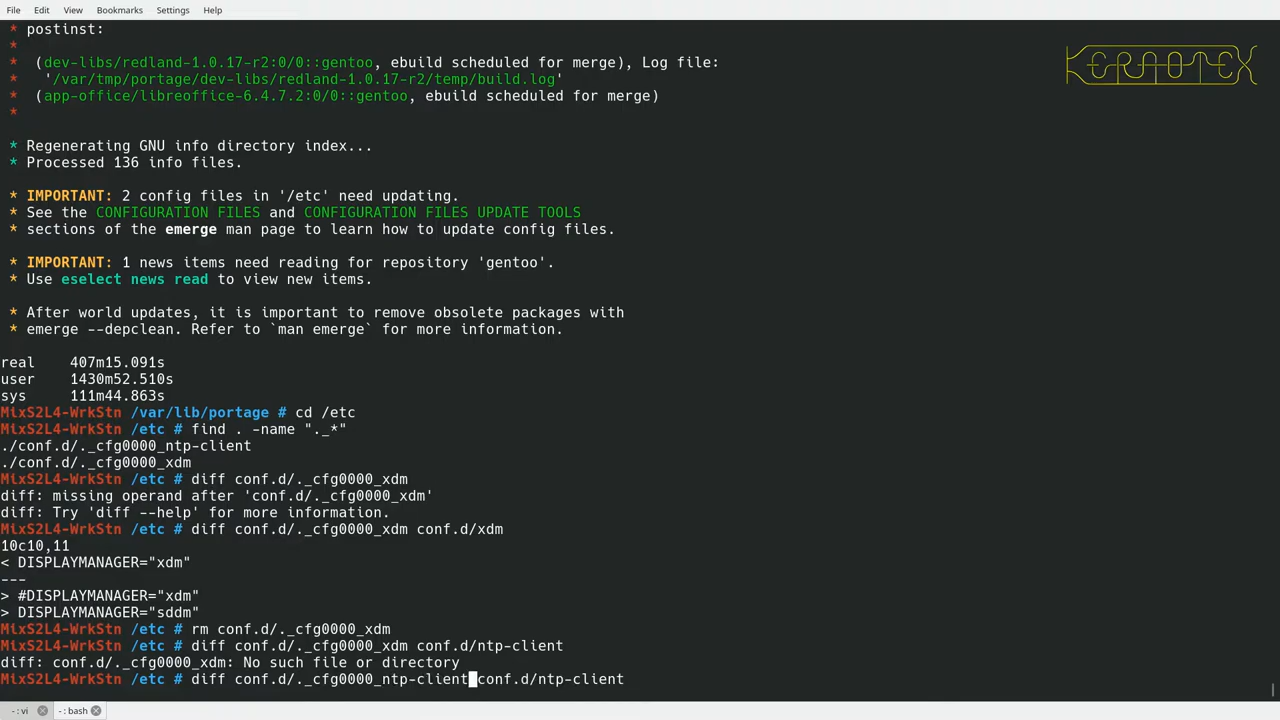 File Edit View Bookmarks Settings Help
* postinst:
*
* (dev-libs/redland-1.0.17-r2:0/0::gentoo, ebuild scheduled for merge), Log file:
* '/var/tmp/portage/dev-libs/redland-1.0.17-r2/temp/build.log'
* (app-office/libreoffice-6.4.7.2:0/0::gentoo, ebuild scheduled for merge)
*
KERNOTEX
* Regenerating GNU info directory index...
* Processed 136 info files.
* IMPORTANT: 2 config files in '/etc' need updating.
* See the CONFIGURATION FILES and CONFIGURATION FILES UPDATE TOOLS
* sections of the emerge man page to learn how to update config files.
* IMPORTANT: 1 news items need reading for repository 'gentoo'.
* Use eselect news read to view new items.
* After world updates, it is important to remove obsolete packages with
* emerge --depclean. Refer to `man emerge` for more information.
real 407m15.091s
user 1430m52.510s
sys 111m44.863s
MixS2L4-WrkStn /var/lib/portage # cd /etc
MixS2L4-WrkStn /etc # find . -name "._*"
./conf.d/._cfg0000_ntp-client
./conf.d/._cfg0000_xdm
MixS2L4-WrkStn /etc # diff conf.d/._cfg0000_xdm
diff: missing operand after 'conf.d/._cfg0000_xdm'
diff: Try 'diff --help' for more information.
MixS2L4-WrkStn /etc # diff conf.d/._cfg0000_xdm conf.d/xdm
10c10,11
< DISPLAYMANAGER="xdm"
---
> #DISPLAYMANAGER="xdm"
> DISPLAYMANAGER="sddm"
MixS2L4-WrkStn /etc # rm conf.d/._cfg0000_xdm
MixS2L4-WrkStn /etc # diff conf.d/._cfg0000_xdm conf.d/ntp-client
diff: conf.d/._cfg0000_xdm: No such file or directory
MixS2L4-WrkStn /etc # diff conf.d/._cfg0000_ntp-client conf.d/ntp-client
- : vi - : bash